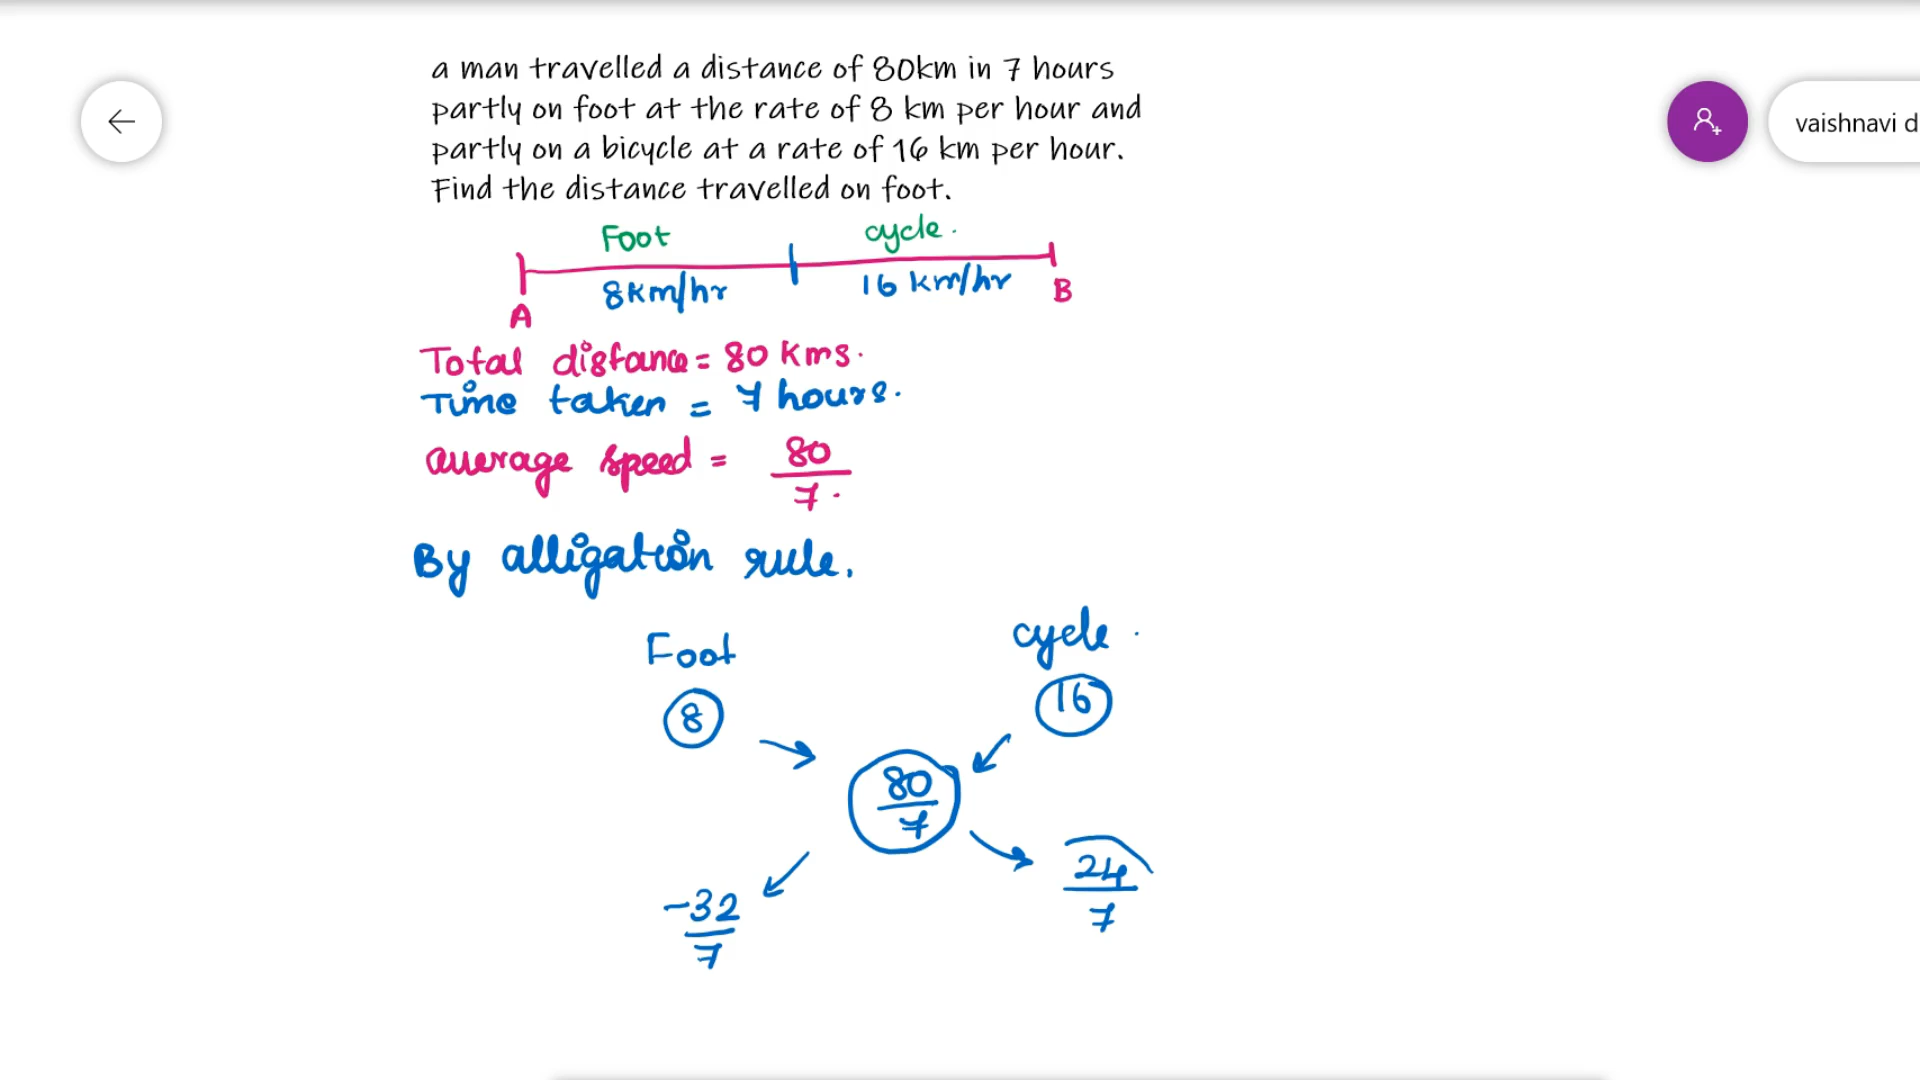 a man travelled a distance of 80km in 7 hours
partly on foot at the rate of 8 km per hour and
partly on a bicycle at a rate of 16 km per hour.
Find the distance travelled on foot.
vaishnavi d
Foot cycle.
8km/hr 16 km/hr
A B
Total distance = 80 kms.
Time taken = 7 hours.
average speed = 80/7.
By alligation rule.
Foot cycle.
8 16
80/7
-32/7 24/7